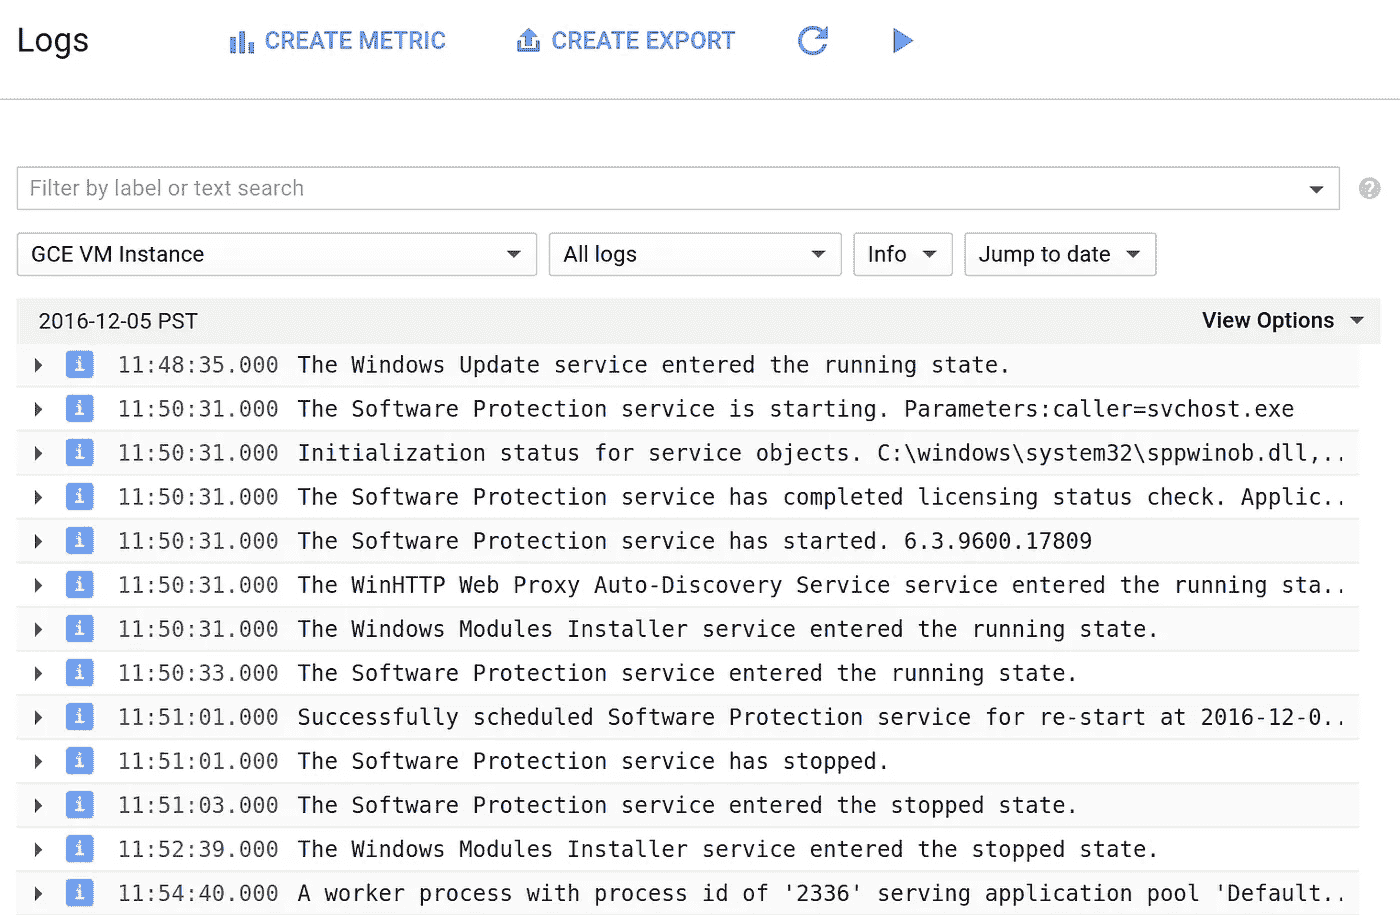 Logs CREATE METRIC CREATE EXPORT
Filter by label or text search ?
GCE VM Instance All logs Info Jump to date
2016-12-05 PST View Options
i 11:48:35.000 The Windows Update service entered the running state.
i 11:50:31.000 The Software Protection service is starting. Parameters:caller=svchost.exe
i 11:50:31.000 Initialization status for service objects. C:\windows\system32\sppwinob.dll,..
i 11:50:31.000 The Software Protection service has completed licensing status check. Applic..
i 11:50:31.000 The Software Protection service has started. 6.3.9600.17809
i 11:50:31.000 The WinHTTP Web Proxy Auto-Discovery Service service entered the running sta..
i 11:50:31.000 The Windows Modules Installer service entered the running state.
i 11:50:33.000 The Software Protection service entered the running state.
i 11:51:01.000 Successfully scheduled Software Protection service for re-start at 2016-12-0..
i 11:51:01.000 The Software Protection service has stopped.
i 11:51:03.000 The Software Protection service entered the stopped state.
i 11:52:39.000 The Windows Modules Installer service entered the stopped state.
i 11:54:40.000 A worker process with process id of '2336' serving application pool 'Default..